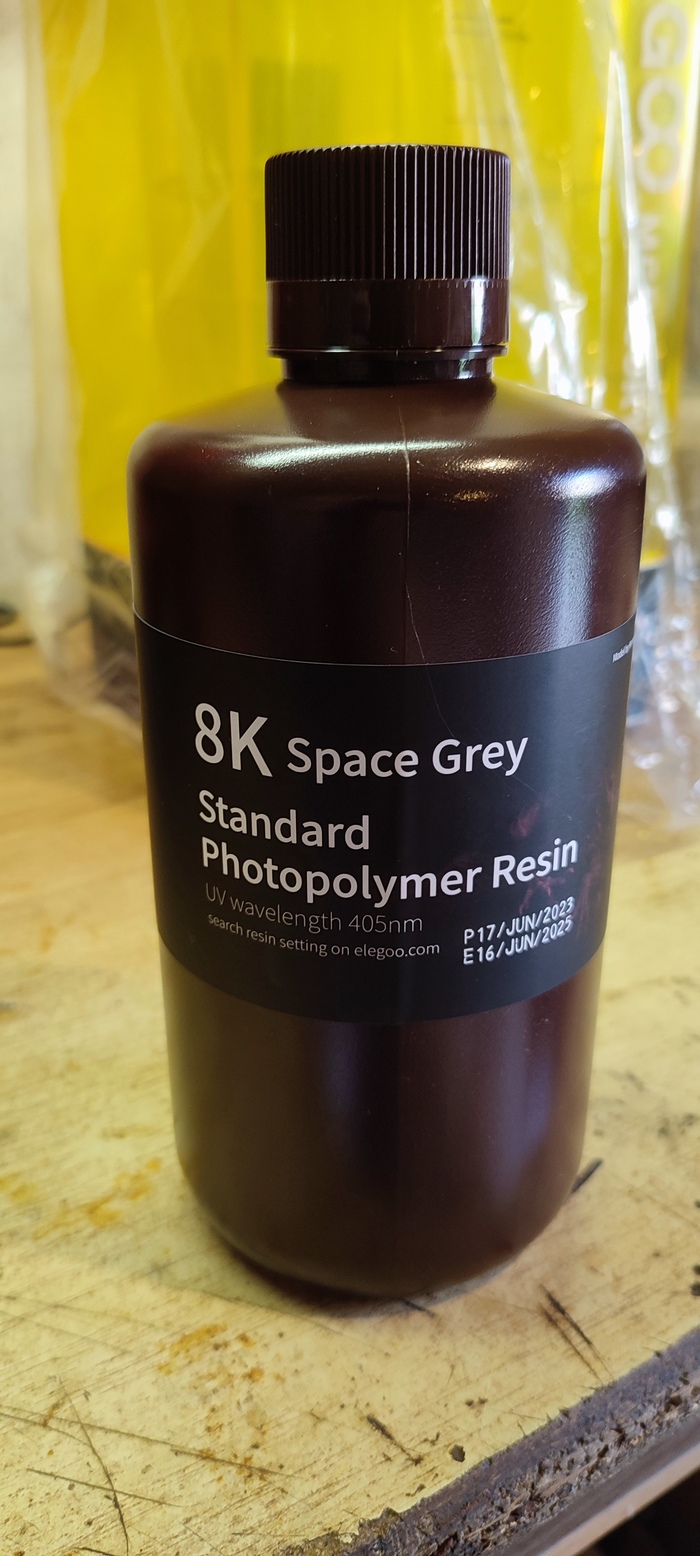 GOO
8K Space Grey
Standard
Photopolymer Resin
UV wavelength 405nm
search resin setting on elegoo.com
P17/JUN/2023
E16/JUN/2025